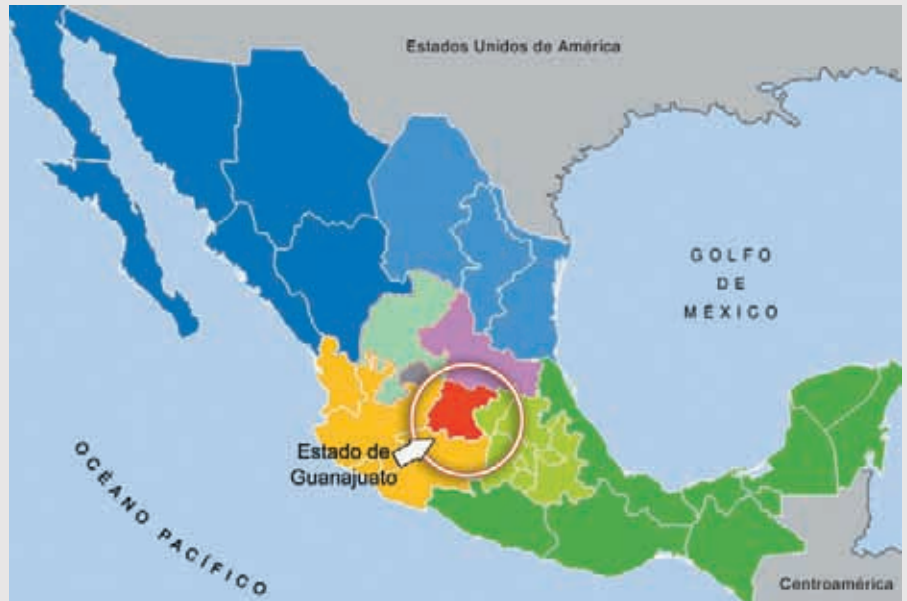 Estados Unidos de América
GOLFO
DE
MÉXICO
Estado de
Guanajuato
OCÉANO PACÍFICO
Centroamérica